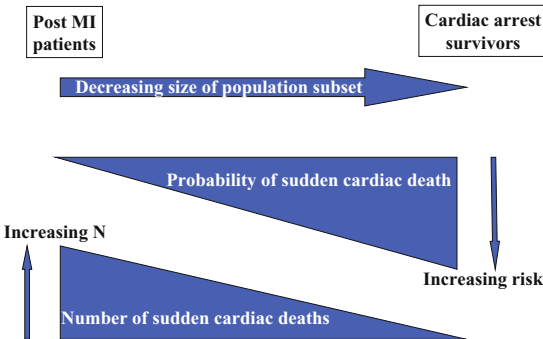 Post MI
patients
Cardiac arrest
survivors
Decreasing size of population subset
Probability of sudden cardiac death
Increasing N
Increasing risk
Number of sudden cardiac deaths